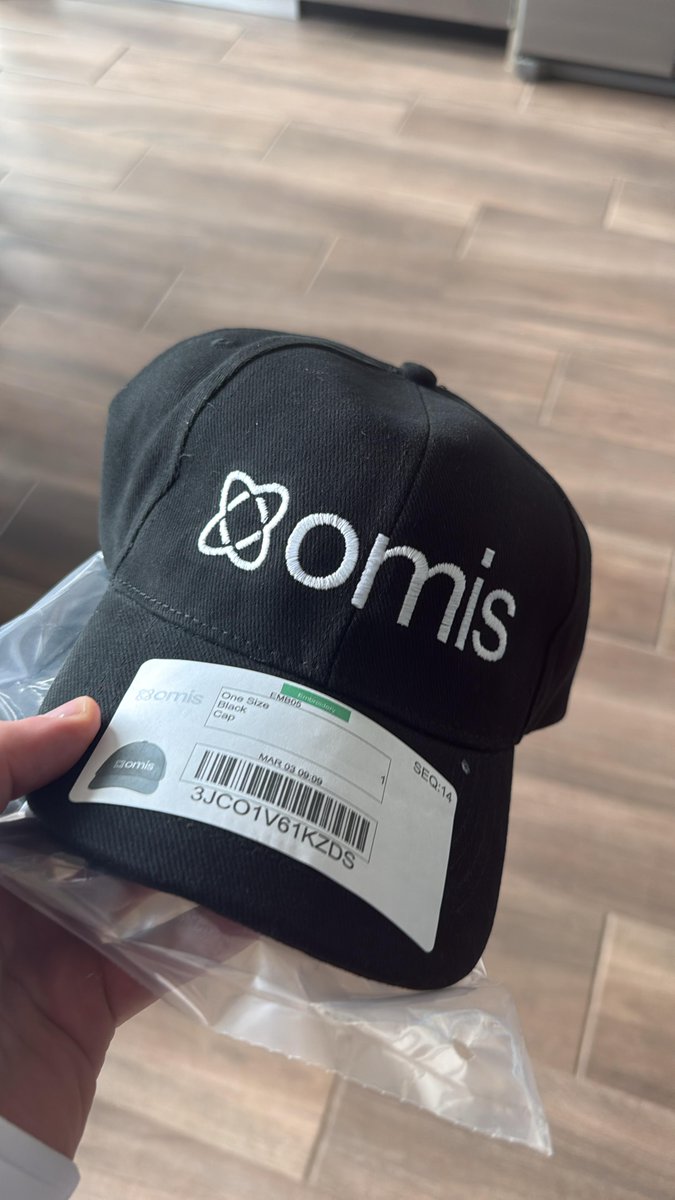 omis
omis
EMB05
Embroidery
One Size
Black
Cap
omis
MAR 03 09:09
1
SEQ:14
3JCO1V61KZDS